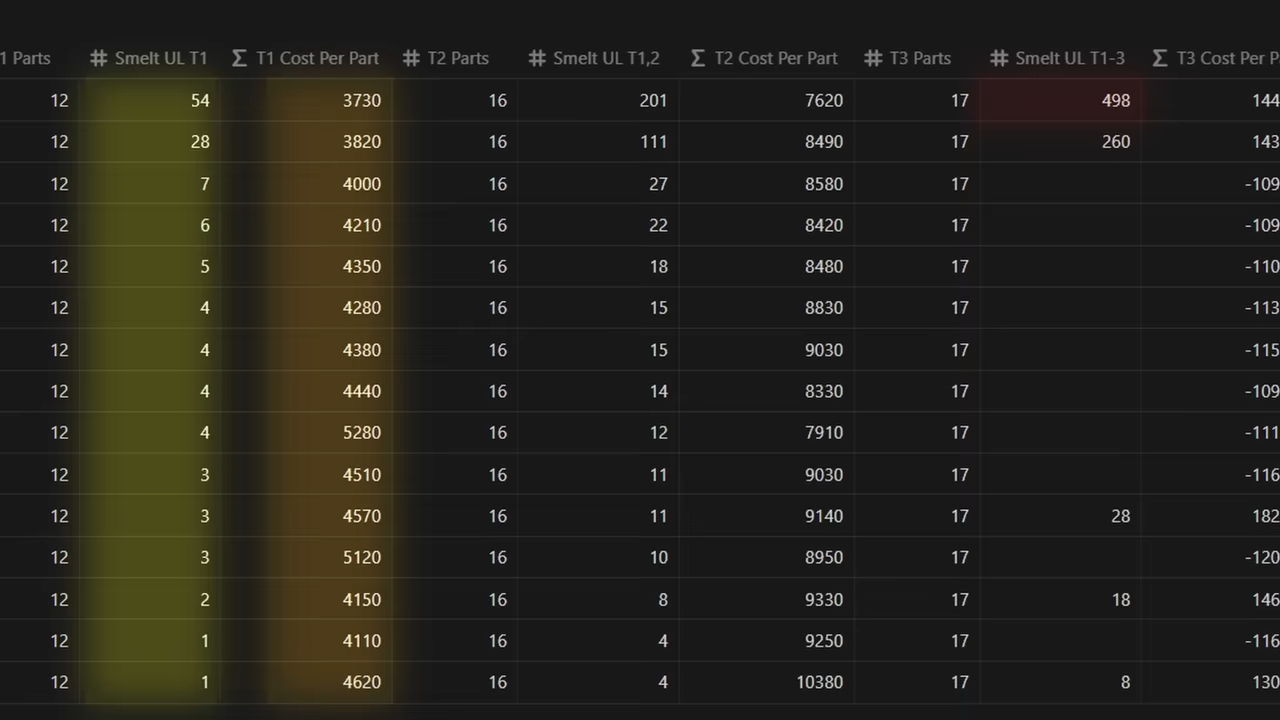 1 Parts # Smelt UL T1 Σ T1 Cost Per Part # T2 Parts # Smelt UL T1,2 Σ T2 Cost Per Part # T3 Parts # Smelt UL T1-3 Σ T3 Cost Per P
12 54 3730 16 201 7620 17 498 144
12 28 3820 16 111 8490 17 260 143
12 7 4000 16 27 8580 17 -109
12 6 4210 16 22 8420 17 -109
12 5 4350 16 18 8480 17 -110
12 4 4280 16 15 8830 17 -113
12 4 4380 16 15 9030 17 -115
12 4 4440 16 14 8330 17 -109
12 4 5280 16 12 7910 17 -111
12 3 4510 16 11 9030 17 -116
12 3 4570 16 11 9140 17 28 182
12 3 5120 16 10 8950 17 -120
12 2 4150 16 8 9330 17 18 146
12 1 4110 16 4 9250 17 -116
12 1 4620 16 4 10380 17 8 130